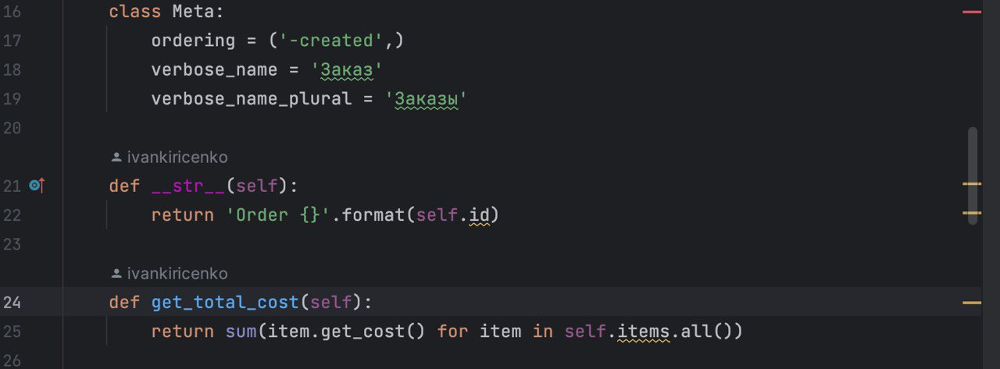 16 class Meta:
17 ordering = ('-created',)
18 verbose_name = 'Заказ'
19 verbose_name_plural = 'Заказы'
20
ivankiricenko
21 def __str__(self):
22 return 'Order {}'.format(self.id)
23
ivankiricenko
24 def get_total_cost(self):
25 return sum(item.get_cost() for item in self.items.all())
26